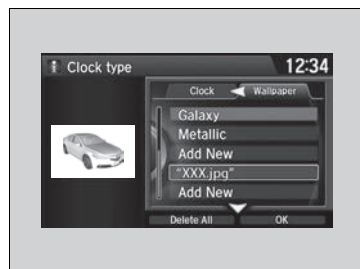 Clock type
12:34
Clock Wallpaper
Galaxy
Metallic
Add New
"XXX.jpg"
Add New
Delete All OK